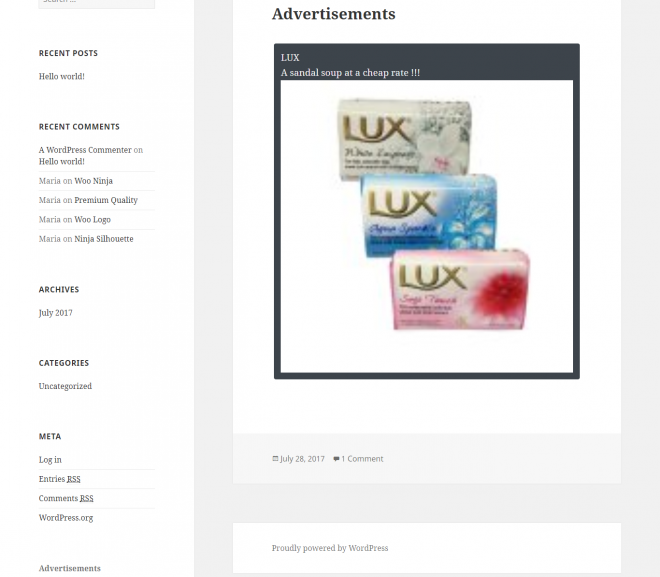 Search ...
RECENT POSTS
Hello world!
RECENT COMMENTS
A WordPress Commenter on
Hello world!
Maria on Woo Ninja
Maria on Premium Quality
Maria on Woo Logo
Maria on Ninja Silhouette
ARCHIVES
July 2017
CATEGORIES
Uncategorized
META
Log in
Entries RSS
Comments RSS
WordPress.org
Advertisements
Advertisements
LUX
A sandal soup at a cheap rate !!!
LUX
LUX
Aqua Sparkle
LUX
Soft Touch
July 28, 2017
1 Comment
Proudly powered by WordPress